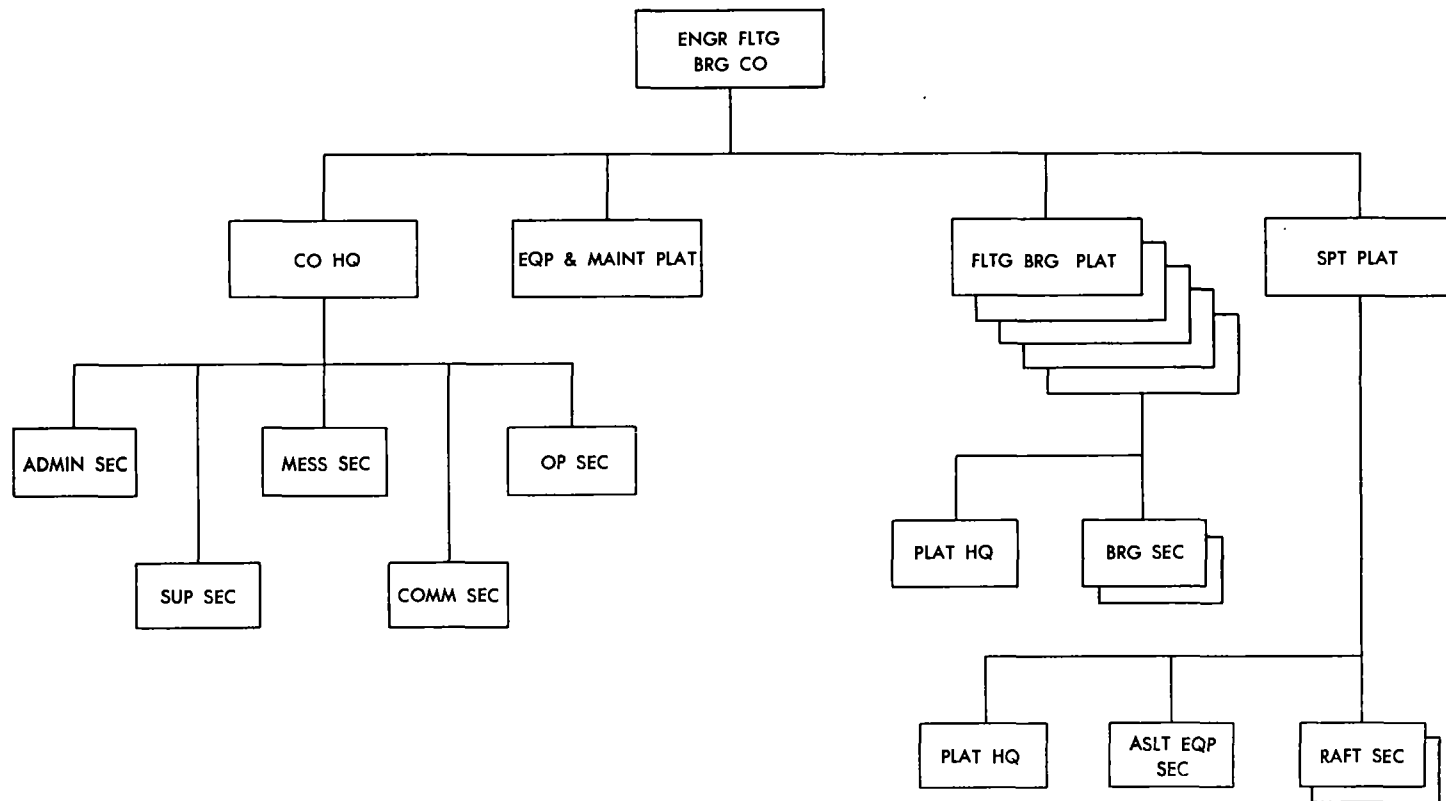 ENGR FLTG
BRG CO
CO HQ
EQP & MAINT PLAT
FLTG BRG PLAT
SPT PLAT
ADMIN SEC
MESS SEC
OP SEC
SUP SEC
COMM SEC
PLAT HQ
BRG SEC
PLAT HQ
ASLT EQP
SEC
RAFT SEC